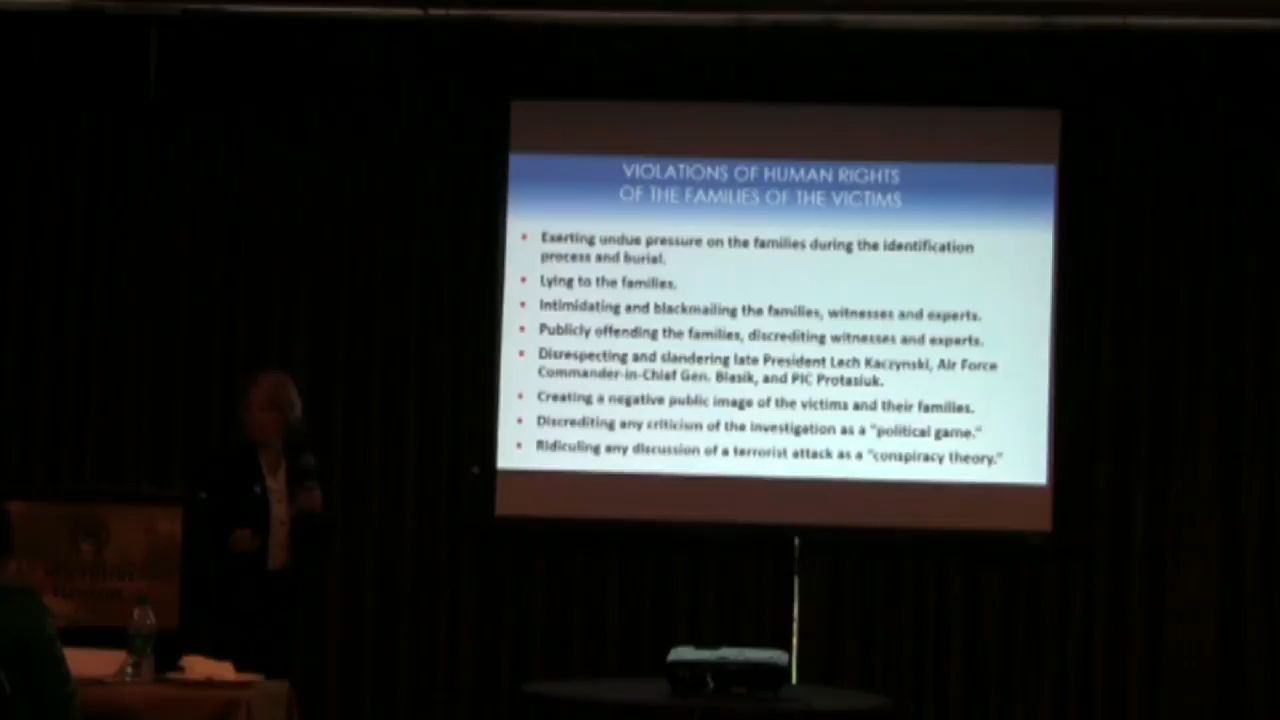 VIOLATIONS OF HUMAN RIGHTS
OF THE FAMILIES OF THE VICTIMS
• Exerting undue pressure on the families during the identification
process and burial.
• Lying to the families.
• Intimidating and blackmailing the families, witnesses and experts.
• Publicly offending the families, discrediting witnesses and experts.
• Disrespecting and slandering late President Lech Kaczynski, Air Force
Commander-in-Chief Gen. Blasik, and PIC Protasiuk.
• Creating a negative public image of the victims and their families.
• Discrediting any criticism of the investigation as a "political game."
• Ridiculing any discussion of a terrorist attack as a "conspiracy theory."